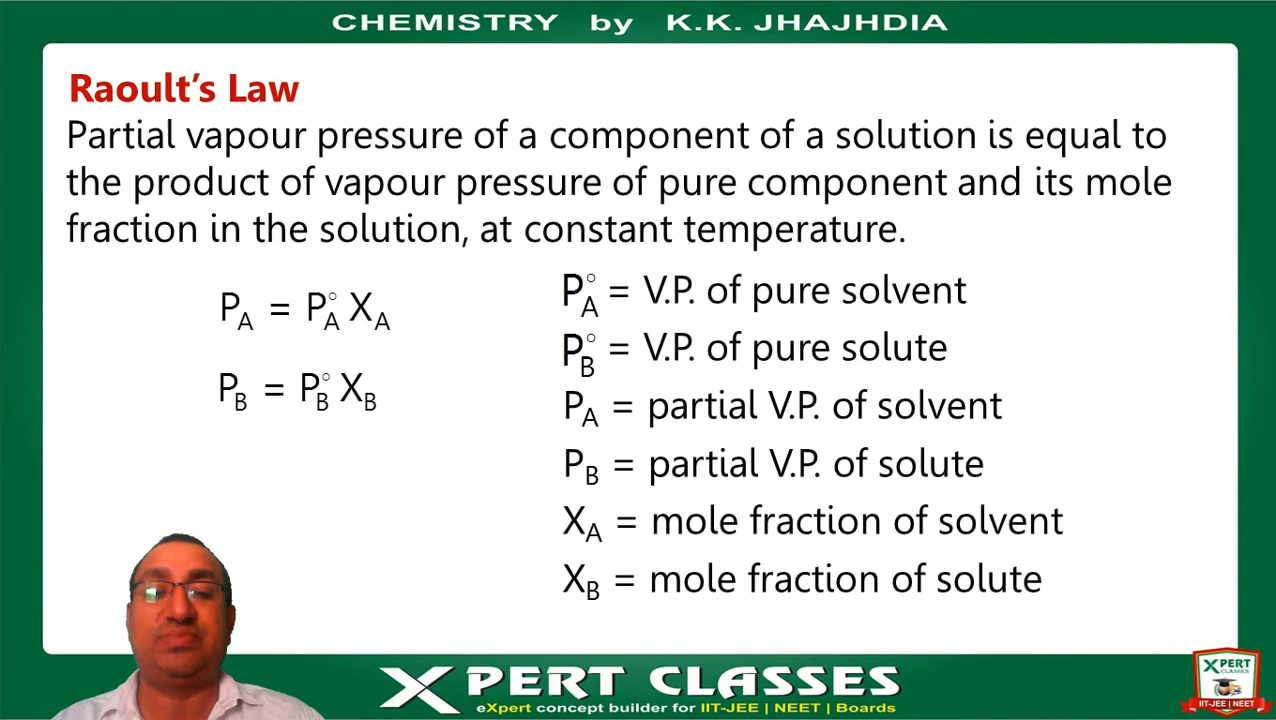 CHEMISTRY by K.K. JHAJHDIA
Raoult’s Law
Partial vapour pressure of a component of a solution is equal to
the product of vapour pressure of pure component and its mole
fraction in the solution, at constant temperature.
P_A = P°_A X_A
P_B = P°_B X_B
P°_A = V.P. of pure solvent
P°_B = V.P. of pure solute
P_A = partial V.P. of solvent
P_B = partial V.P. of solute
X_A = mole fraction of solvent
X_B = mole fraction of solute
XPERT CLASSES
eXpert concept builder for IIT-JEE | NEET | Boards
XPERT
CLASSES
IIT-JEE | NEET